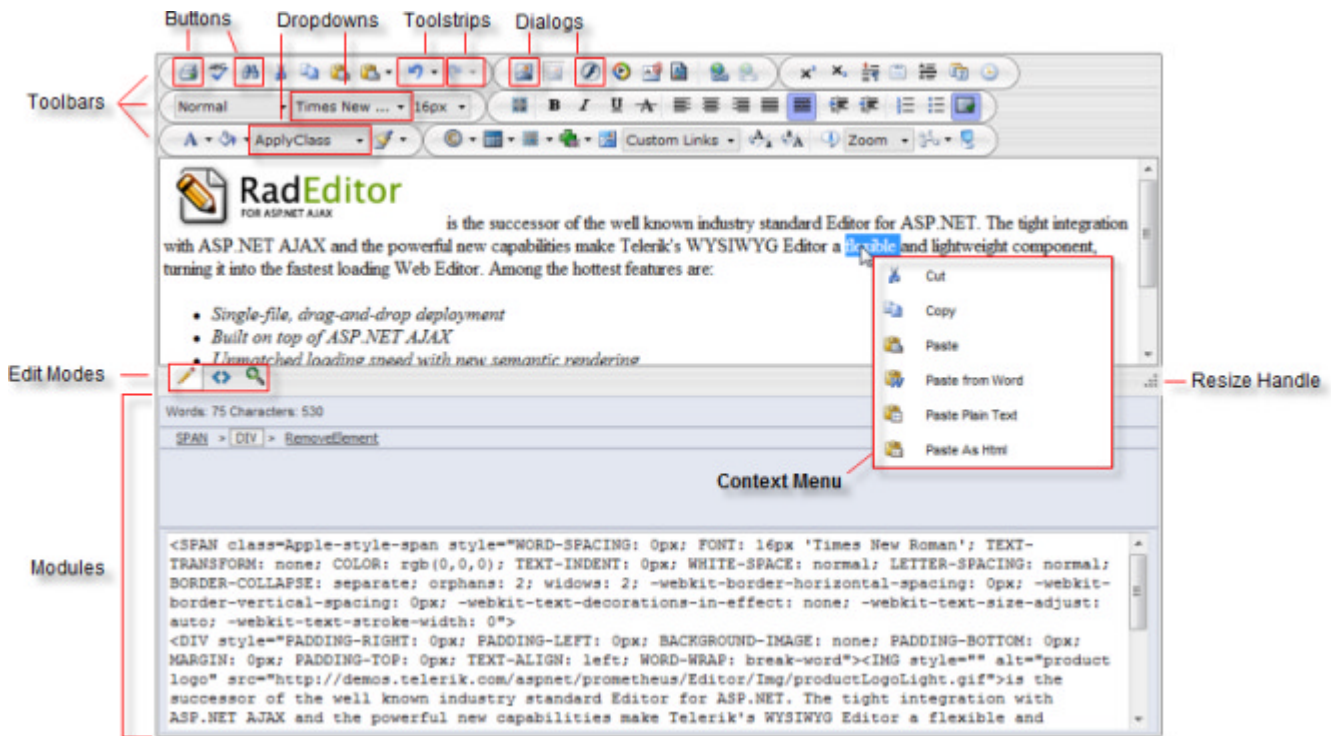 Buttons Dropdowns Toolstrips Dialogs
Toolbars
Normal Times New ... 16px B I U A
A ApplyClass Custom Links Zoom
RadEditor
FOR ASP.NET AJAX
is the successor of the well known industry standard Editor for ASP.NET. The tight integration
with ASP.NET AJAX and the powerful new capabilities make Telerik's WYSIWYG Editor a flexible and lightweight component,
turning it into the fastest loading Web Editor. Among the hottest features are:
• Single-file, drag-and-drop deployment
• Built on top of ASP.NET AJAX
• Unmatched loading speed with new semantic rendering
Cut
Copy
Paste
Paste from Word
Paste Plain Text
Paste As Html
Context Menu
Edit Modes
Resize Handle
Words: 75 Characters: 530
SPAN > DIV > RemoveElement
Modules
<SPAN class=Apple-style-span style="WORD-SPACING: 0px; FONT: 16px 'Times New Roman'; TEXT-
TRANSFORM: none; COLOR: rgb(0,0,0); TEXT-INDENT: 0px; WHITE-SPACE: normal; LETTER-SPACING: normal;
BORDER-COLLAPSE: separate; orphans: 2; widows: 2; -webkit-border-horizontal-spacing: 0px; -webkit-
border-vertical-spacing: 0px; -webkit-text-decorations-in-effect: none; -webkit-text-size-adjust:
auto; -webkit-text-stroke-width: 0">
<DIV style="PADDING-RIGHT: 0px; PADDING-LEFT: 0px; BACKGROUND-IMAGE: none; PADDING-BOTTOM: 0px;
MARGIN: 0px; PADDING-TOP: 0px; TEXT-ALIGN: left; WORD-WRAP: break-word"><IMG style="" alt="product
logo" src="http://demos.telerik.com/aspnet/prometheus/Editor/Img/productLogoLight.gif">is the
successor of the well known industry standard Editor for ASP.NET. The tight integration with
ASP.NET AJAX and the powerful new capabilities make Telerik's WYSIWYG Editor a flexible and